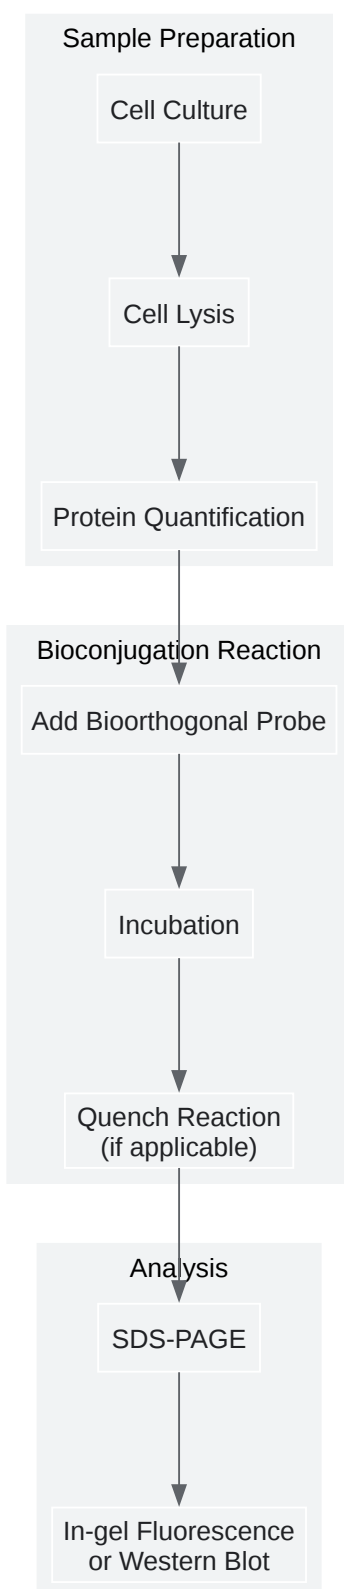 Sample Preparation
Cell Culture
Cell Lysis
Protein Quantification
Bioconjugation Reaction
Add Bioorthogonal Probe
Incubation
Quench Reaction
(if applicable)
Analysis
SDS-PAGE
In-gel Fluorescence
or Western Blot